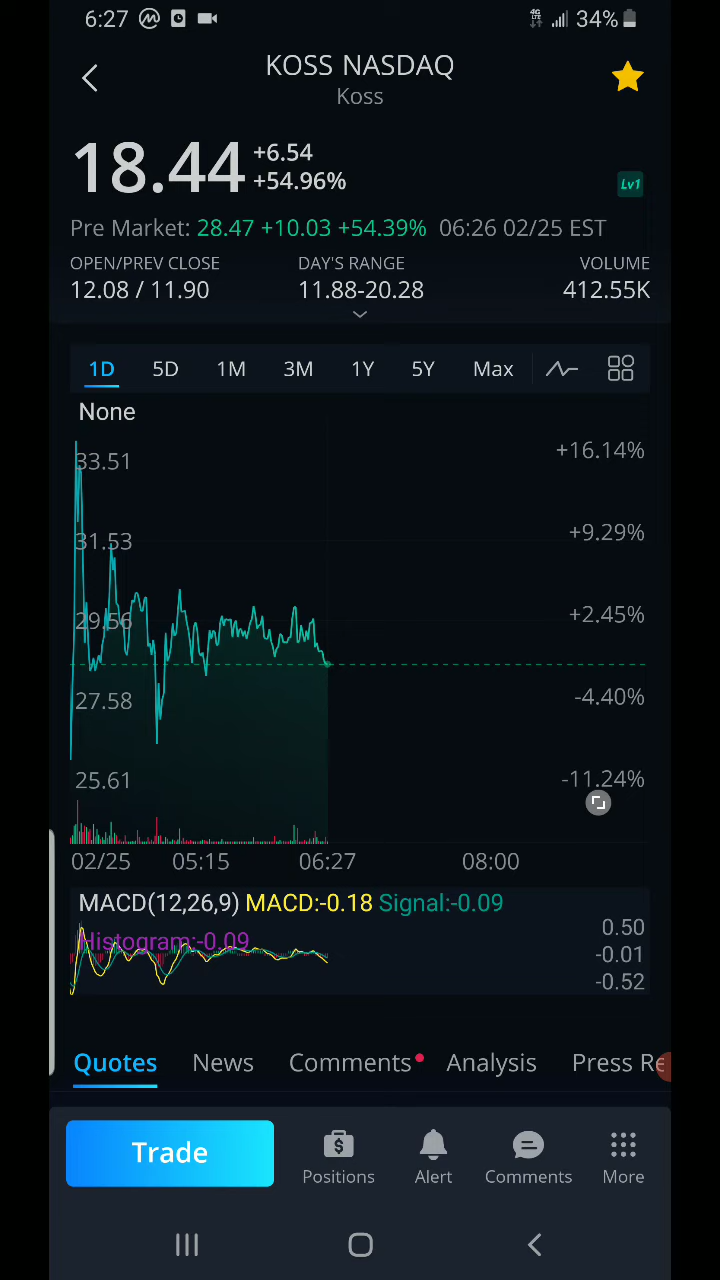 6:27 34%
KOSS NASDAQ
Koss
18.44 +6.54
+54.96%
Lv1
Pre Market: 28.47 +10.03 +54.39% 06:26 02/25 EST
OPEN/PREV CLOSE DAY'S RANGE VOLUME
12.08 / 11.90 11.88-20.28 412.55K
1D 5D 1M 3M 1Y 5Y Max
None
33.51 +16.14%
31.53 +9.29%
29.56 +2.45%
27.58 -4.40%
25.61 -11.24%
02/25 05:15 06:27 08:00
MACD(12,26,9) MACD:-0.18 Signal:-0.09
Histogram:-0.09
0.50
-0.01
-0.52
Quotes News Comments Analysis Press Re
Trade Positions Alert Comments More